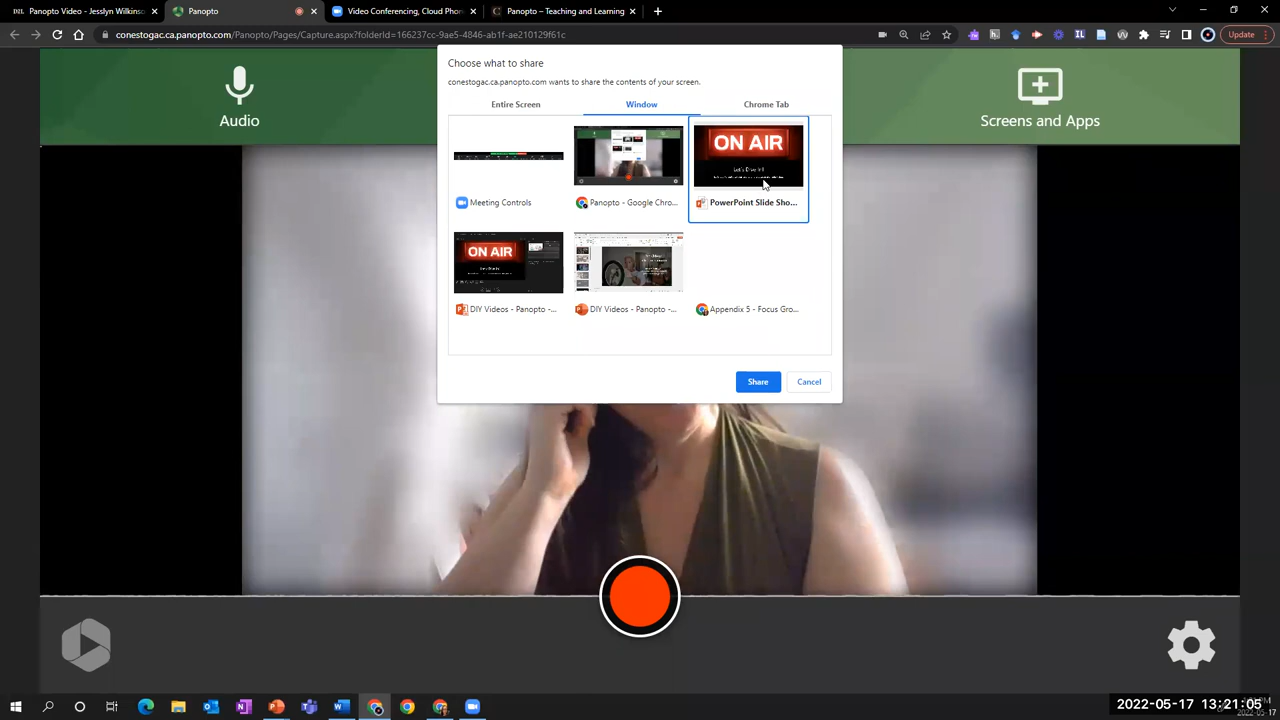 Panopto Video - Jesslyn Wilkinso
Panopto
Video Conferencing, Cloud Phon
Panopto – Teaching and Learning
conestogac.ca.panopto.com/Panopto/Pages/Capture.aspx?folderId=166237cc-9ae5-4846-ab1f-ae210129f61c
Update
Choose what to share
conestogac.ca.panopto.com wants to share the contents of your screen.
Entire Screen
Window
Chrome Tab
Audio
Screens and Apps
ON AIR
Let's Dive In!
Meeting Controls
Panopto - Google Chro...
PowerPoint Slide Sho...
ON AIR
DIY Videos - Panopto -...
DIY Videos - Panopto -...
Appendix 5 - Focus Gro...
Share
Cancel
2022-05-17 13:21:05